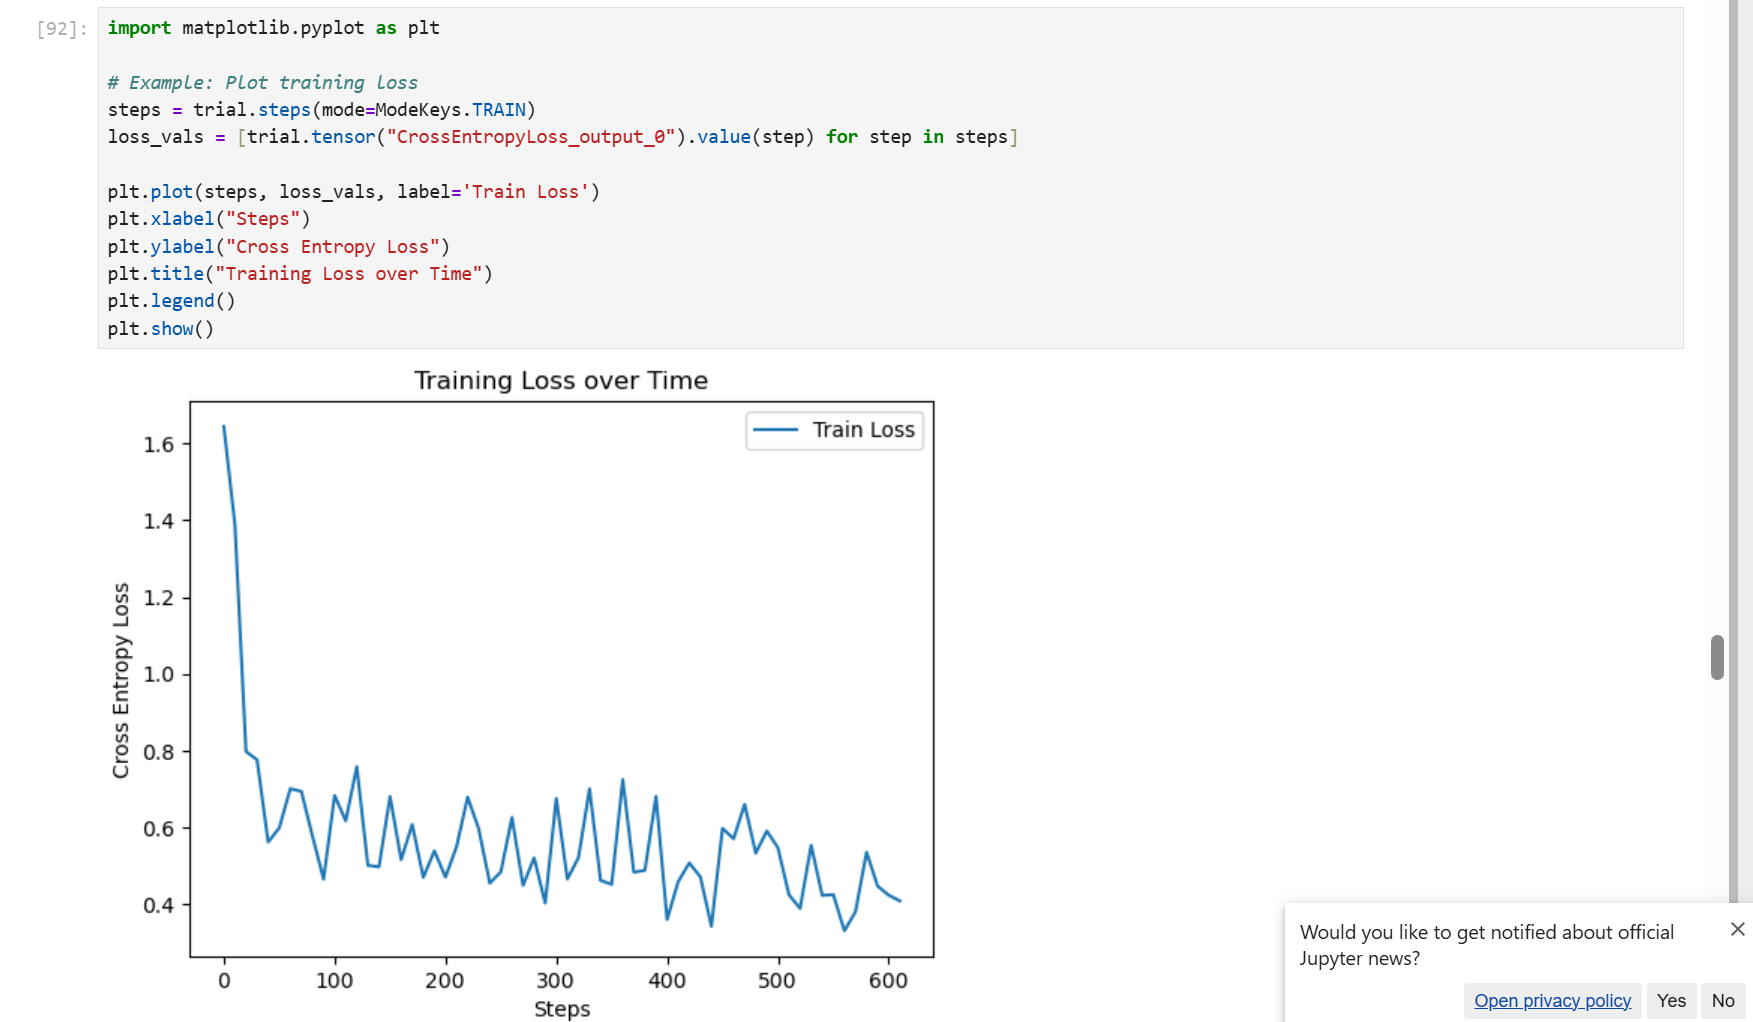 [92]:
import matplotlib.pyplot as plt
# Example: Plot training loss
steps = trial.steps(mode=ModeKeys.TRAIN)
loss_vals = [trial.tensor("CrossEntropyLoss_output_0").value(step) for step in steps]
plt.plot(steps, loss_vals, label='Train Loss')
plt.xlabel("Steps")
plt.ylabel("Cross Entropy Loss")
plt.title("Training Loss over Time")
plt.legend()
plt.show()
Training Loss over Time
Train Loss
1.6
1.4
1.2
1.0
0.8
0.6
0.4
Cross Entropy Loss
0 100 200 300 400 500 600
Steps
Would you like to get notified about official
Jupyter news?
Open privacy policy Yes No